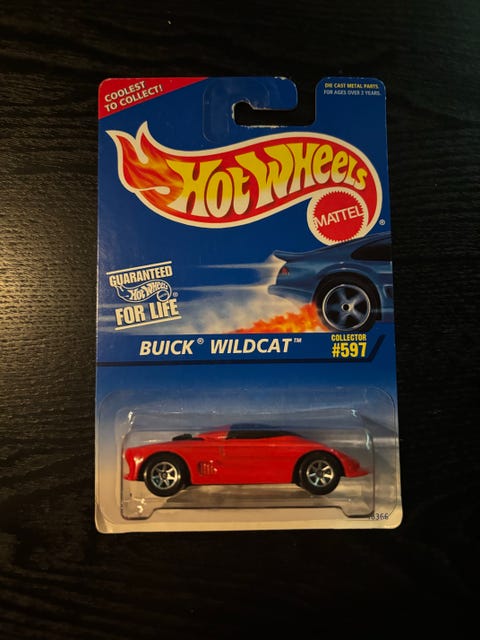 COOLEST
TO COLLECT!
DIE CAST METAL PARTS.
FOR AGES OVER 3 YEARS.
HOT WHEELS
MATTEL
®
GUARANTEED
Hot Wheels
®
FOR LIFE
BUICK® WILDCAT™
COLLECTOR
#597